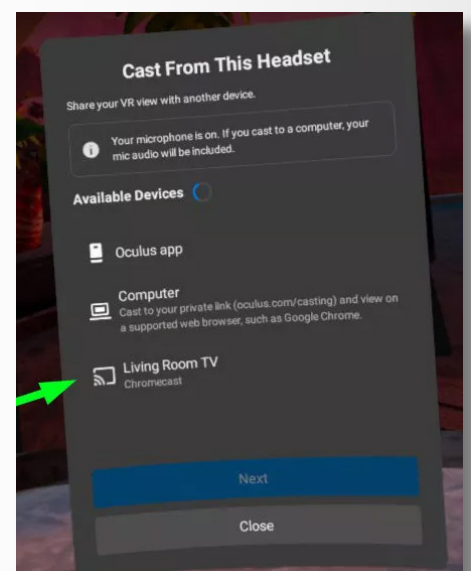 Cast From This Headset
Share your VR view with another device.
Your microphone is on. If you cast to a computer, your
mic audio will be included.
Available Devices
Oculus app
Computer
Cast to your private link (oculus.com/casting) and view on
a supported web browser, such as Google Chrome.
Living Room TV
Chromecast
Next
Close